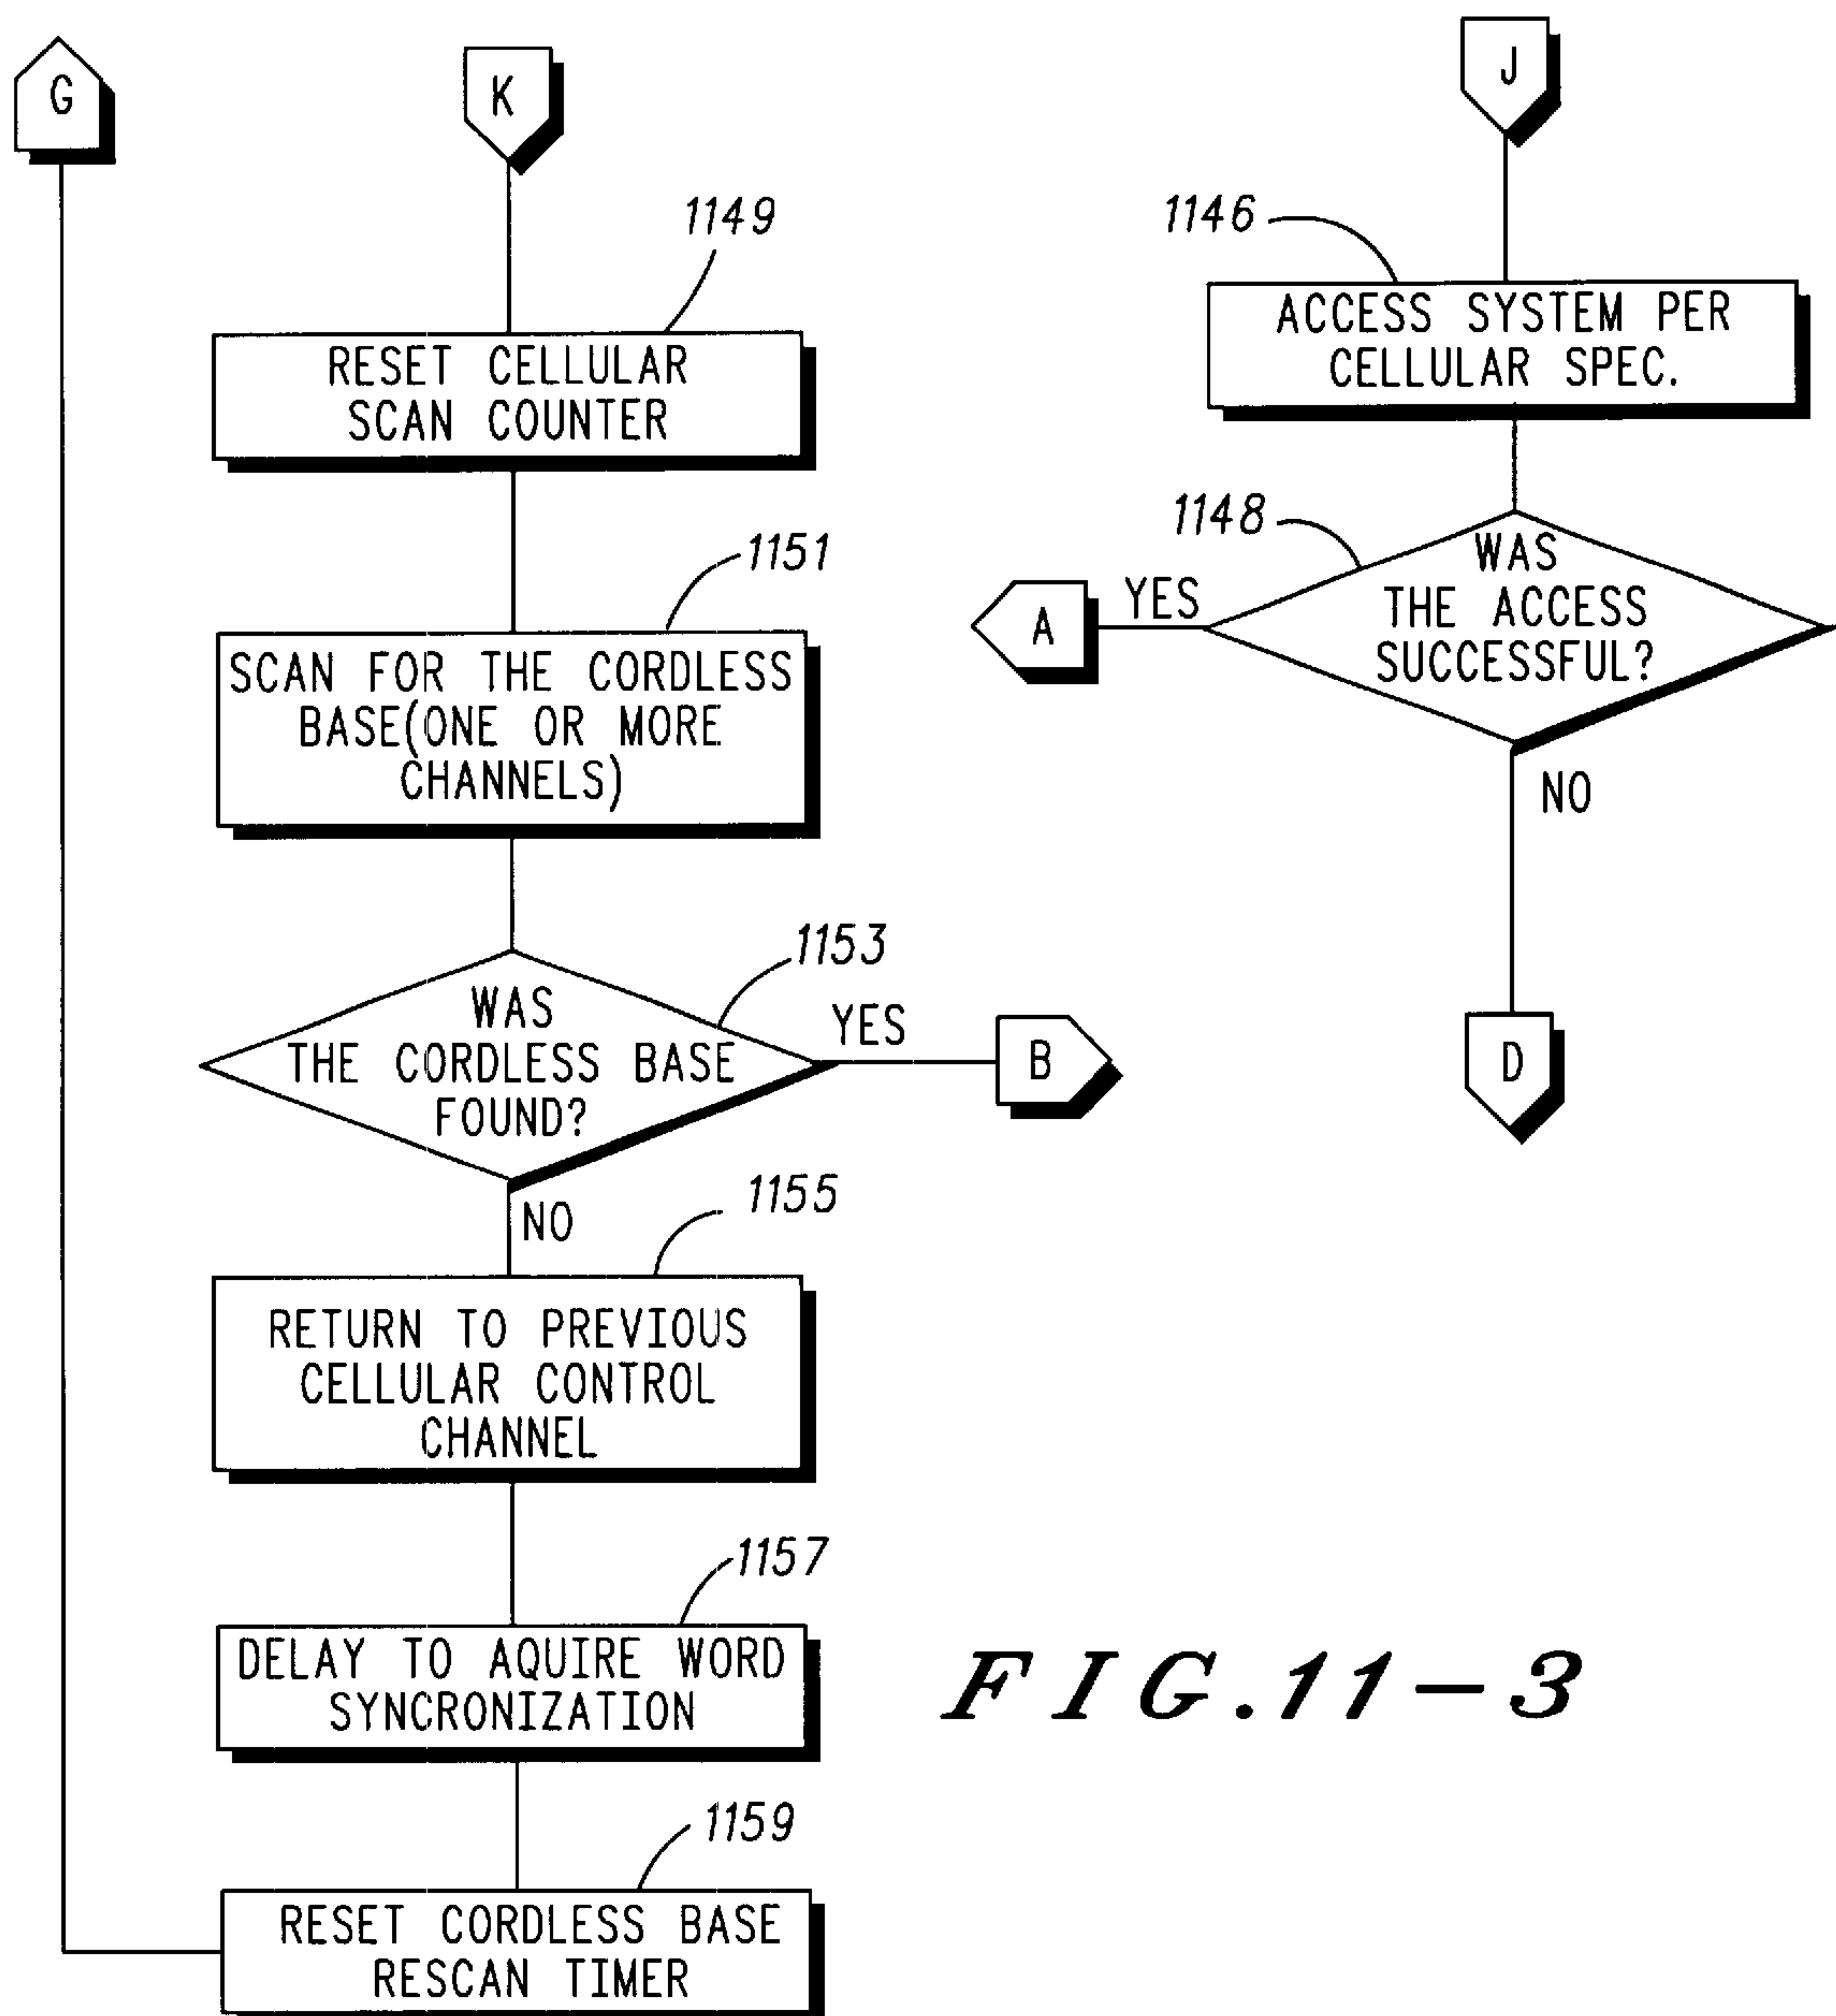 G
K
1149
RESET CELLULAR
SCAN COUNTER
1151
SCAN FOR THE CORDLESS
BASE(ONE OR MORE
CHANNELS)
1153
WAS
THE CORDLESS BASE
FOUND?
YES
B
NO
1155
RETURN TO PREVIOUS
CELLULAR CONTROL
CHANNEL
1157
DELAY TO AQUIRE WORD
SYNCRONIZATION
1159
RESET CORDLESS BASE
RESCAN TIMER
J
1146
ACCESS SYSTEM PER
CELLULAR SPEC.
1148
WAS
THE ACCESS
SUCCESSFUL?
YES
A
NO
D
FIG.11-3